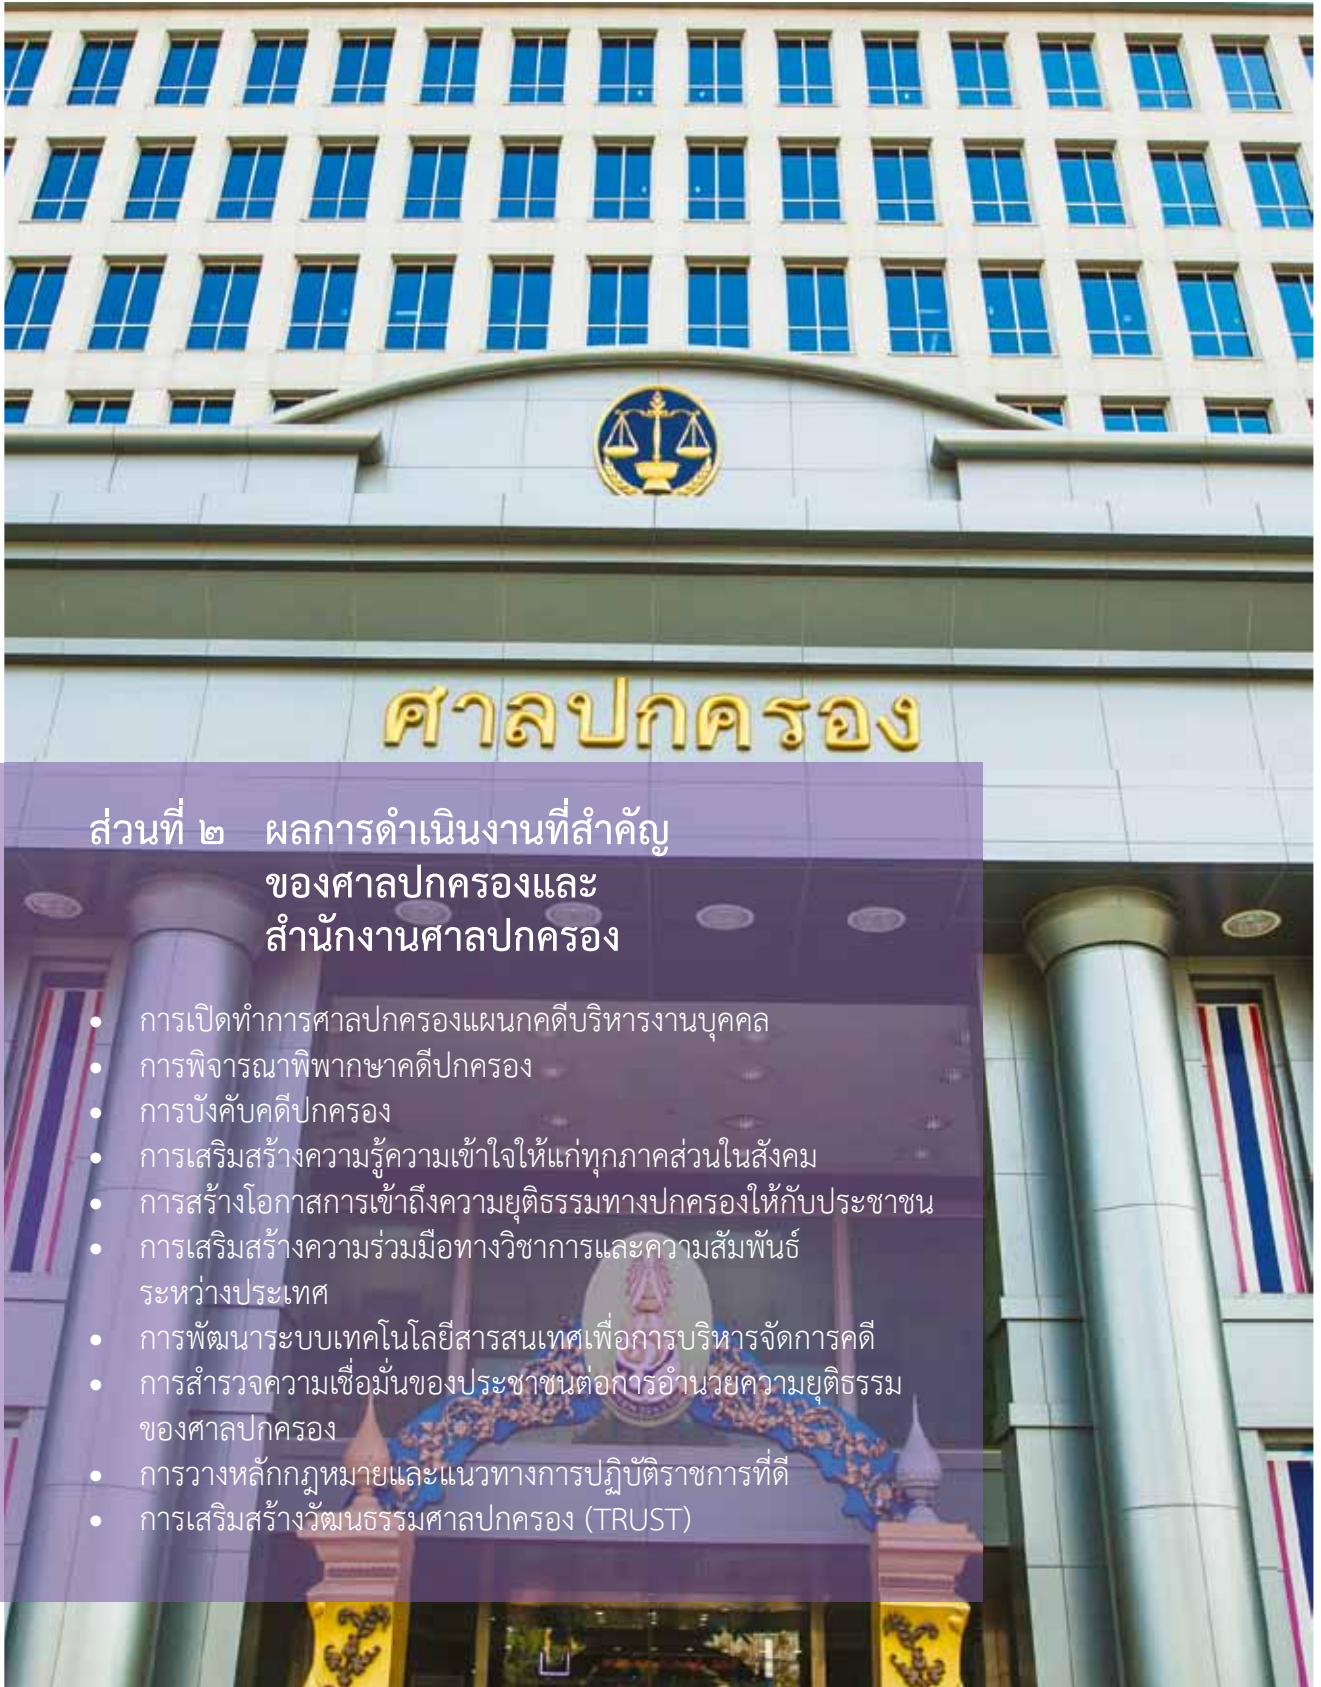 ศาลปกครอง
ส่วนที่ ๒ ผลการดำเนินงานที่สำคัญ
ของศาลปกครองและ
สำนักงานศาลปกครอง
• การเปิดทำการศาลปกครองแผนกคดีบริหารงานบุคคล
• การพิจารณาพิพากษาคดีปกครอง
• การบังคับคดีปกครอง
• การเสริมสร้างความรู้ความเข้าใจให้แก่ทุกภาคส่วนในสังคม
• การสร้างโอกาสการเข้าถึงความยุติธรรมทางปกครองให้กับประชาชน
• การเสริมสร้างความร่วมมือทางวิชาการและความสัมพันธ์
ระหว่างประเทศ
• การพัฒนาระบบเทคโนโลยีสารสนเทศเพื่อการบริหารจัดการคดี
• การสำรวจความเชื่อมั่นของประชาชนต่อการอำนวยความยุติธรรม
ของศาลปกครอง
• การวางหลักกฎหมายและแนวทางการปฏิบัติราชการที่ดี
• การเสริมสร้างวัฒนธรรมศาลปกครอง (TRUST)